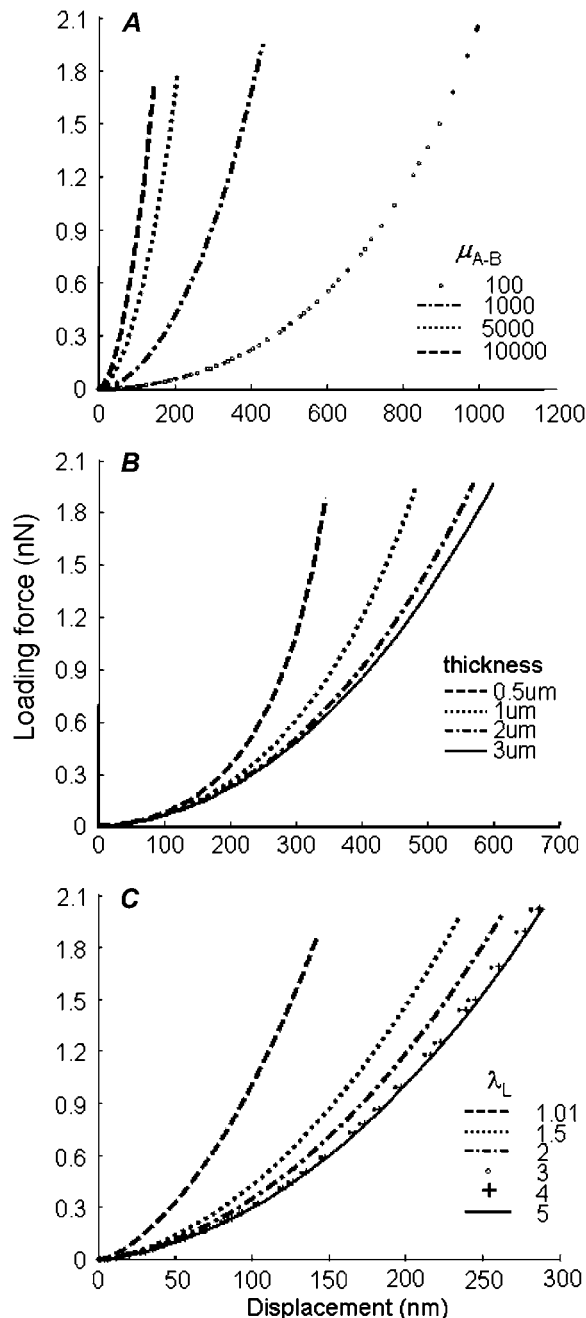 A
2.1
1.8
1.5
1.2
0.9
0.6
0.3
0
μA-B
100
1000
5000
10000
0 200 400 600 800 1000 1200
B
2.1
1.8
1.5
1.2
0.9
0.6
0.3
0
Loading force (nN)
thickness
0.5um
1um
2um
3um
0 100 200 300 400 500 600 700
C
2.1
1.8
1.5
1.2
0.9
0.6
0.3
0
λL
1.01
1.5
2
3
4
5
0 50 100 150 200 250 300
Displacement (nm)